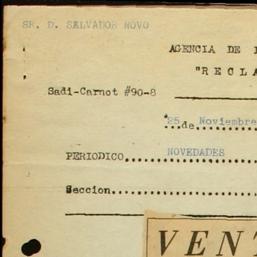 SR. D. SALVADOR NOVO
AGENCIA DE
"RECLA
Sadi-Carnot #90-8
25 Noviembre
...de...............
PERIODICO...NOVEDADES
Seccion...................
VENT